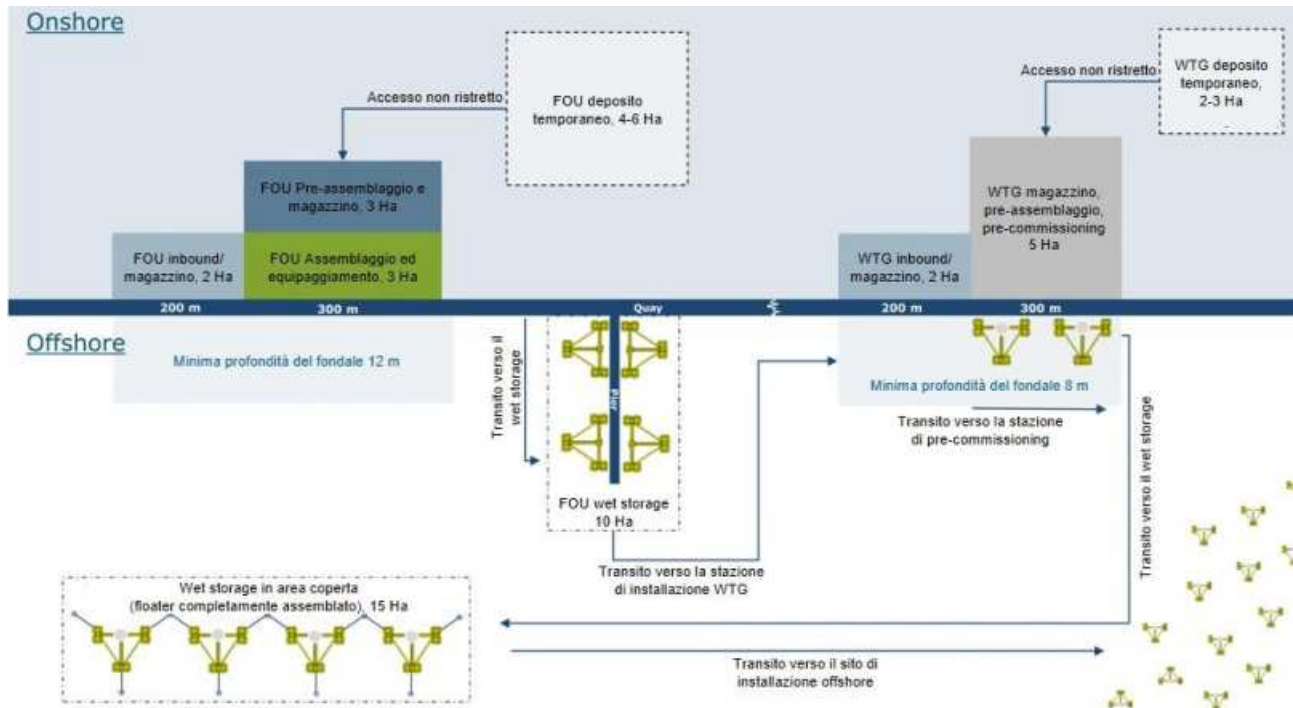 Onshore
Accesso non ristretto
FOU deposito
temporaneo, 4-6 Ha
Accesso non ristretto
WTG deposito
temporaneo,
2-3 Ha
FOU Pre-assemblaggio e
magazzino, 3 Ha
WTG magazzino,
pre-assemblaggio,
pre-commissioning
5 Ha
FOU inbound/
magazzino, 2 Ha
FOU Assemblaggio ed
equipaggiamento, 3 Ha
WTG inbound/
magazzino, 2 Ha
200 m
300 m
Quay
200 m
300 m
Offshore
Minima profondità del fondale 12 m
Transito verso il
wet storage
Pier
Minima profondità del fondale 8 m
Transito verso la stazione
di pre-commissioning
Transito verso il wet storage
FOU wet storage
10 Ha
Transito verso la stazione
di installazione WTG
Wet storage in area coperta
(floater completamente assemblato), 15 Ha
Transito verso il sito di
installazione offshore